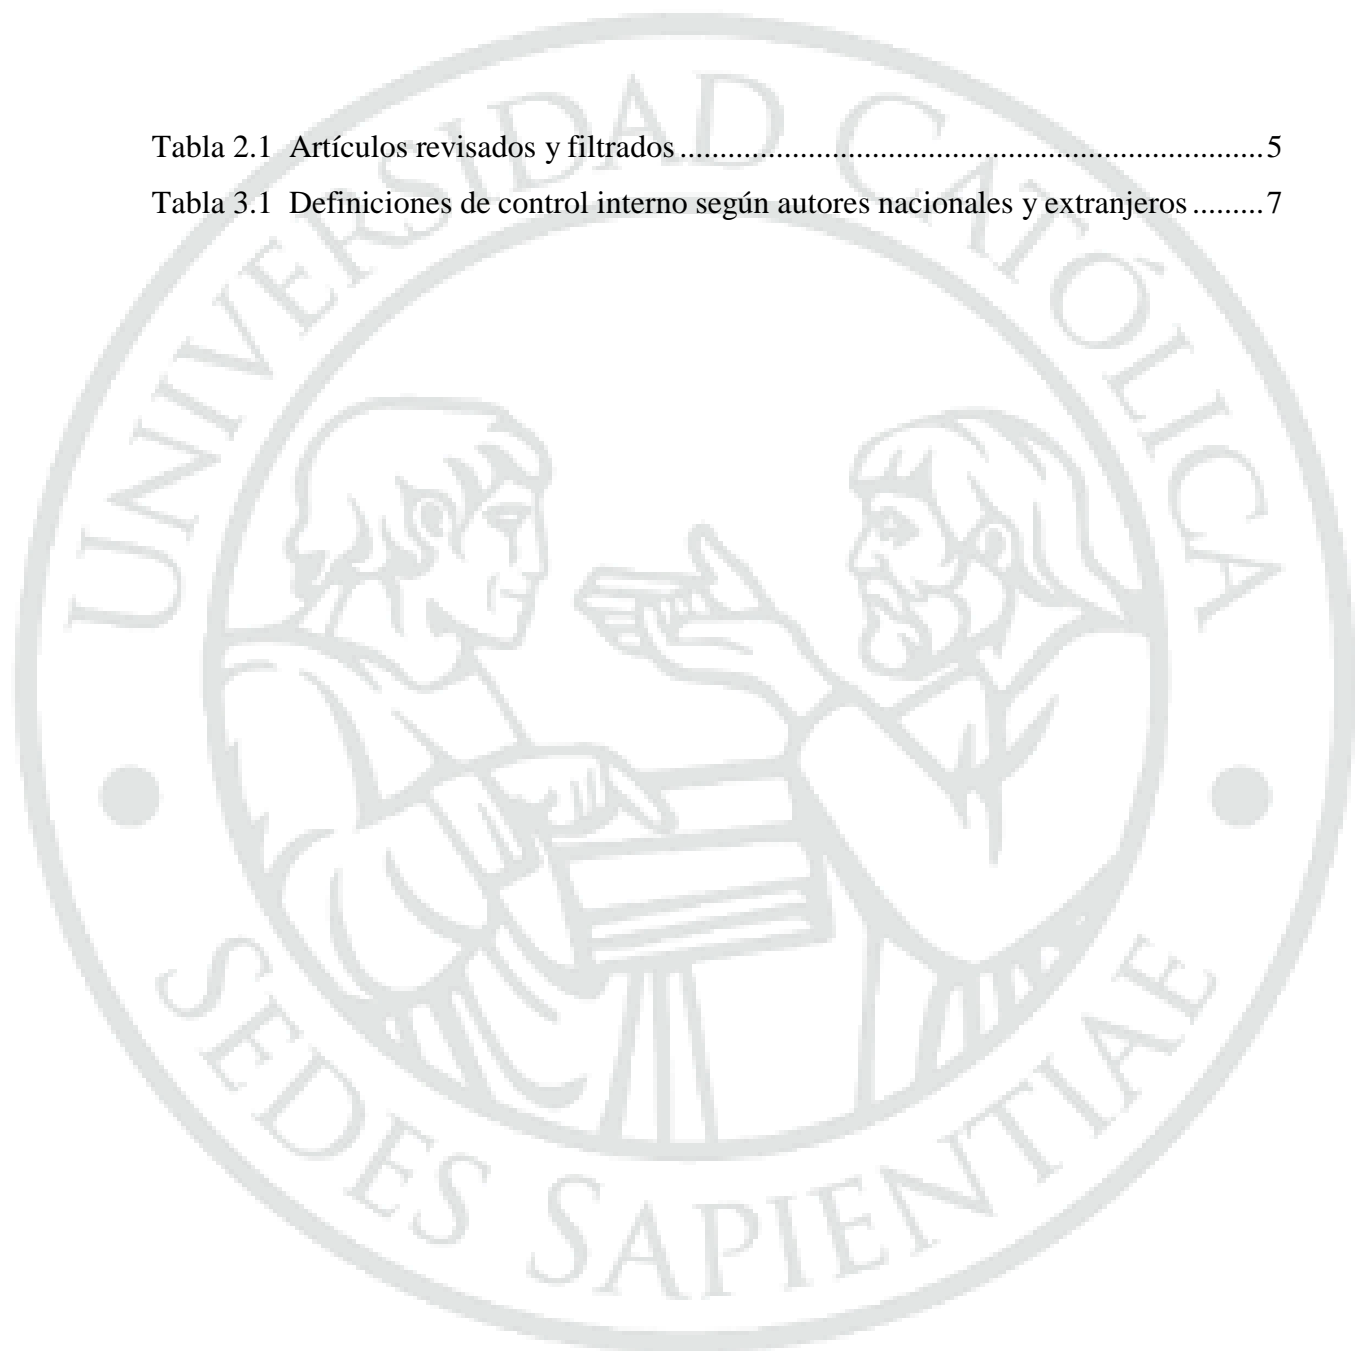 Tabla 2.1 Artículos revisados y filtrados.........................................................................5
Tabla 3.1 Definiciones de control interno según autores nacionales y extranjeros.........7
UNIVERSIDAD CATÓLICA
SEDES SAPIENTIAE